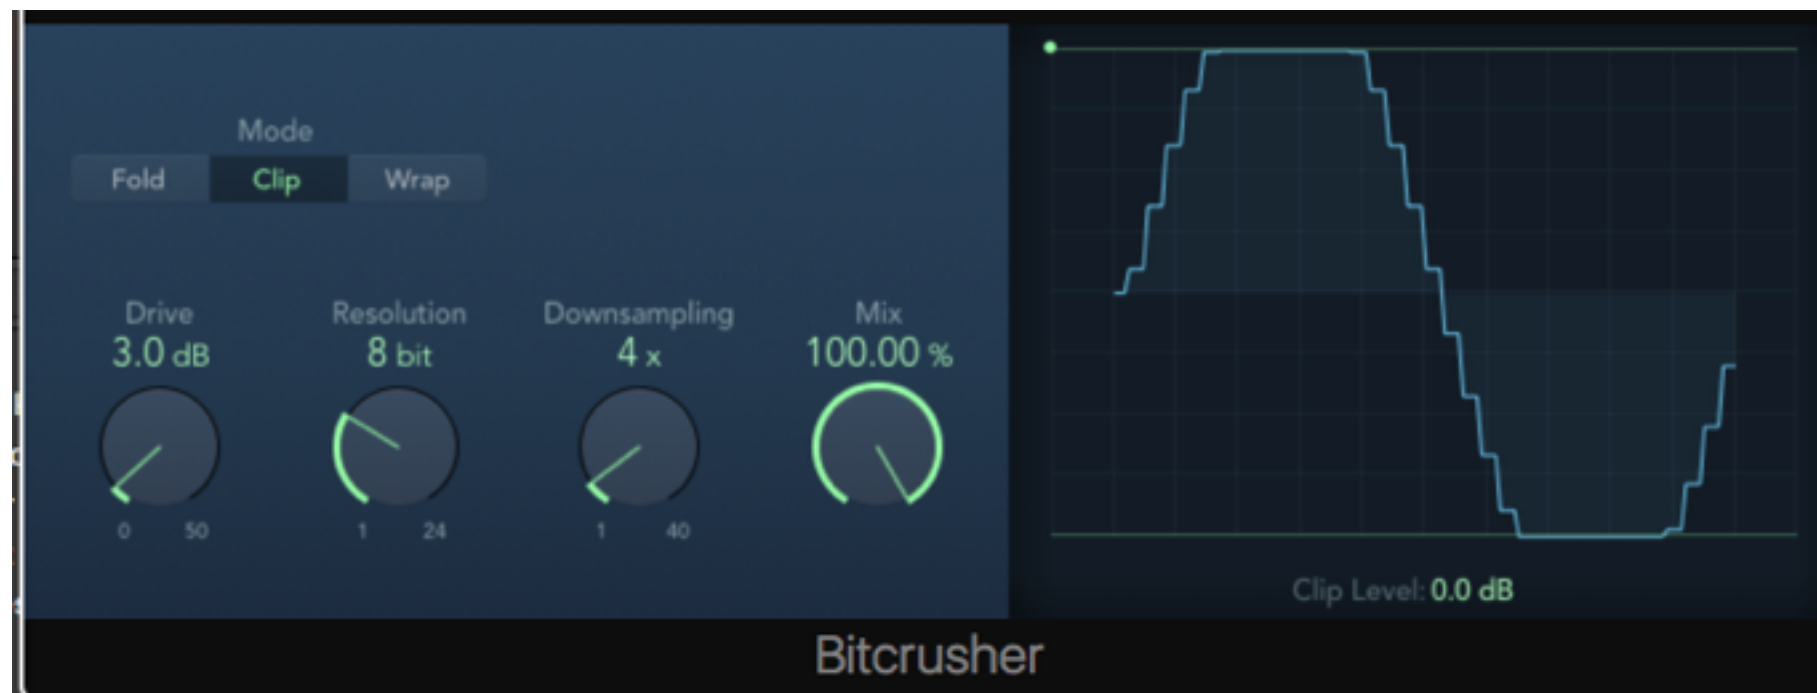 Mode
Fold Clip Wrap
Drive Resolution Downsampling Mix
3.0 dB 8 bit 4 x 100.00 %
0 50 1 24 1 40
Clip Level: 0.0 dB
Bitcrusher